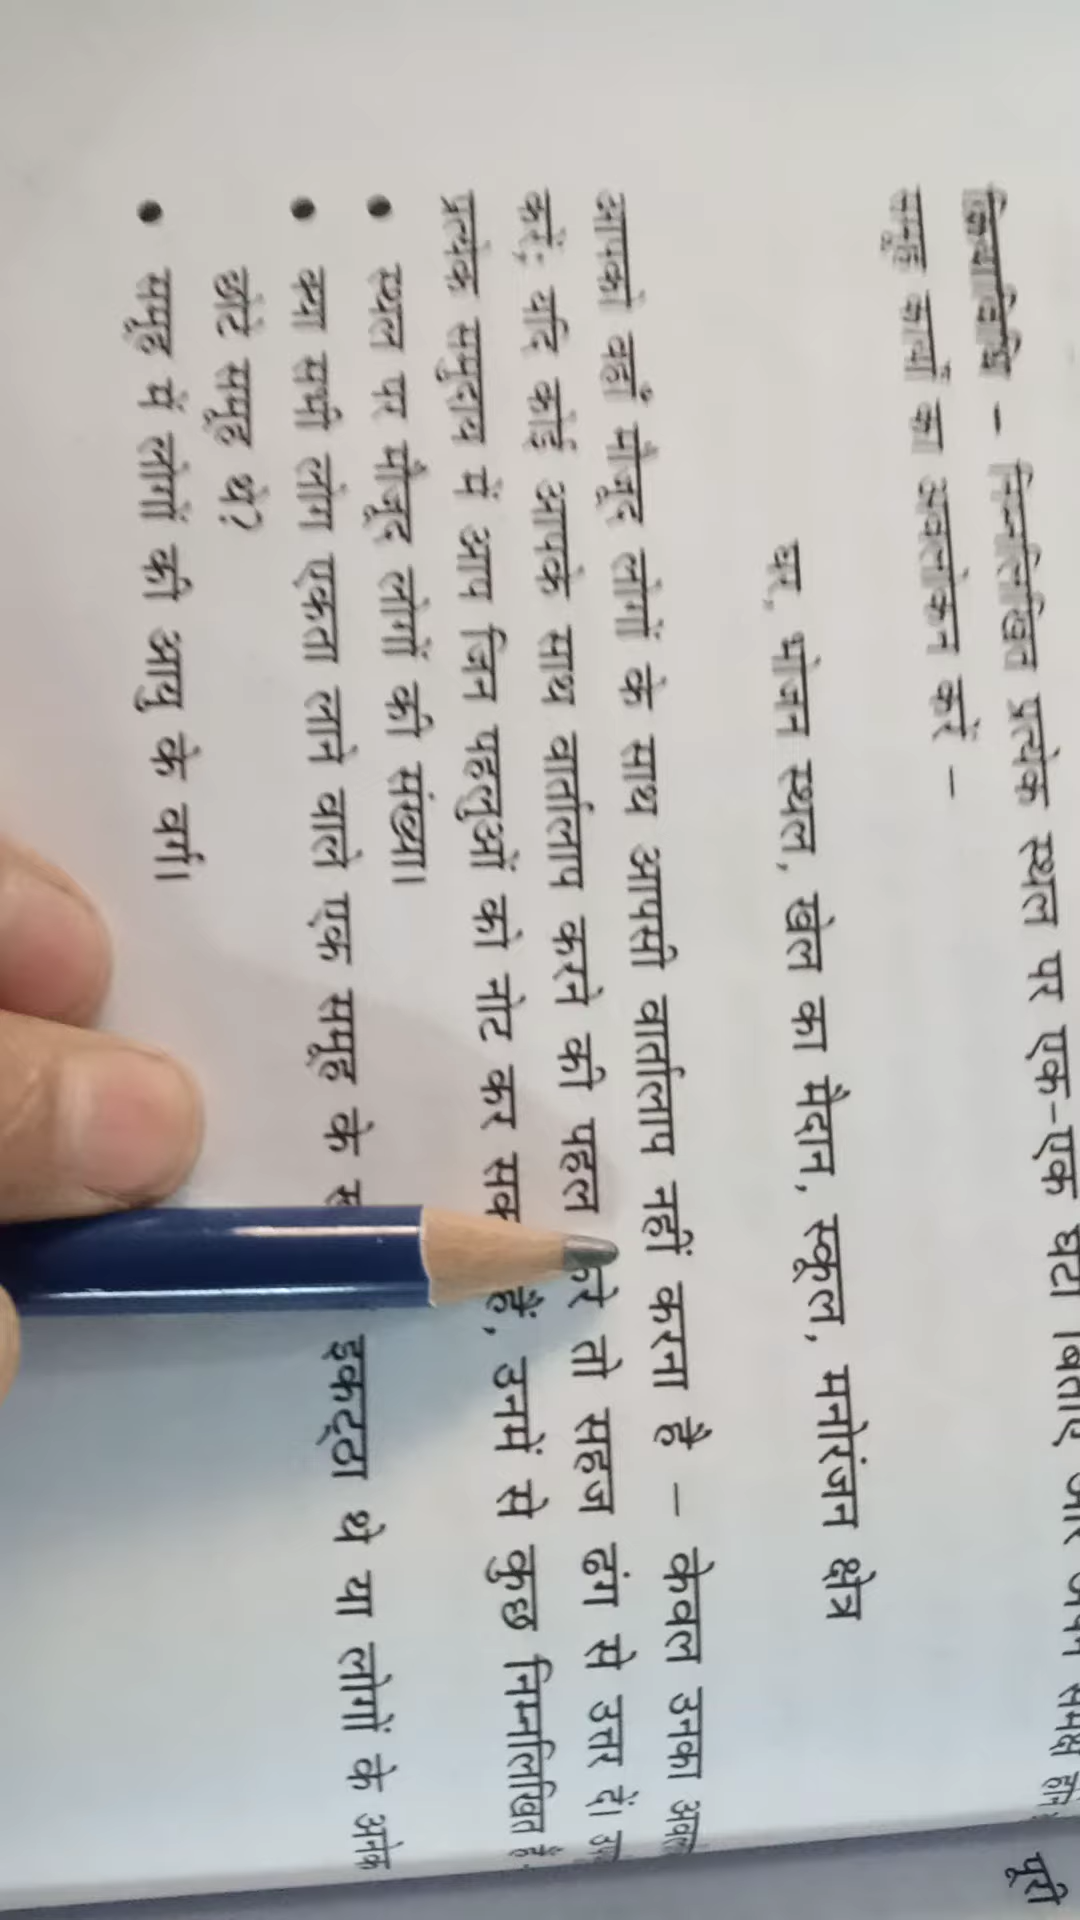 क्रियाविधि – निम्नलिखित प्रत्येक स्थल पर एक-एक घंटा बिताएँ और अपने समक्ष
समूह कार्यों का अवलोकन करें –
घर, भोजन स्थल, खेल का मैदान, स्कूल, मनोरंजन क्षेत्र
आपको वहाँ मौजूद लोगों के साथ आपसी वार्तालाप नहीं करना है – केवल उनका
करें; यदि कोई आपके साथ वार्तालाप करने की पहल करे तो सहज ढंग से उत्तर दें।
प्रत्येक समुदाय में आप जिन पहलुओं को नोट कर हैं, उनमें से कुछ निम्नलिखित हैं
• स्थल पर मौजूद लोगों की संख्या।
• क्या सभी लोग एकता लाने वाले एक समूह के इकट्ठा थे या लोगों के अनेक
छोटे समूह थे?
• समूह में लोगों की आयु के वर्ग।
पूरी